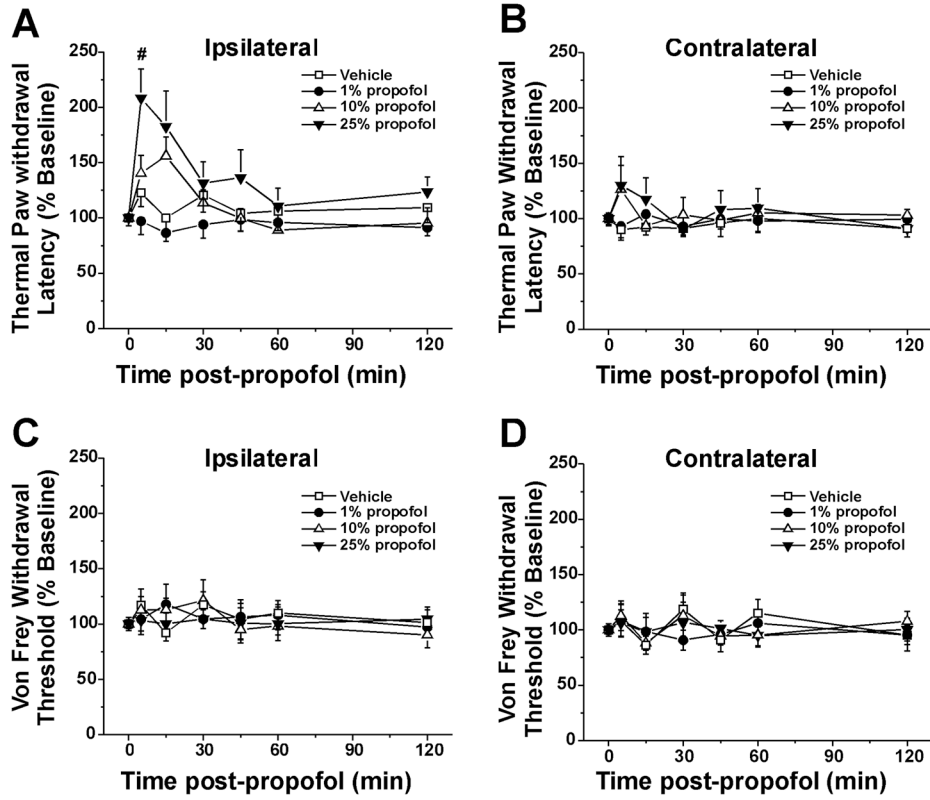 A
Ipsilateral
#
Vehicle
1% propofol
10% propofol
25% propofol
Thermal Paw withdrawal
Latency (% Baseline)
250
200
150
100
50
0
0 30 60 90 120
Time post-propofol (min)
B
Contralateral
Vehicle
1% propofol
10% propofol
25% propofol
Thermal Paw Withdrawal
Latency (% Baseline)
250
200
150
100
50
0
0 30 60 90 120
Time post-propofol (min)
C
Ipsilateral
Vehicle
1% propofol
10% propofol
25% propofol
Von Frey Withdrawal
Threshold (% Baseline)
250
200
150
100
50
0
0 30 60 90 120
Time post-propofol (min)
D
Contralateral
Vehicle
1% propofol
10% propofol
25% propofol
Von Frey Withdrawal
Threshold (% Baseline)
250
200
150
100
50
0
0 30 60 90 120
Time post-propofol (min)